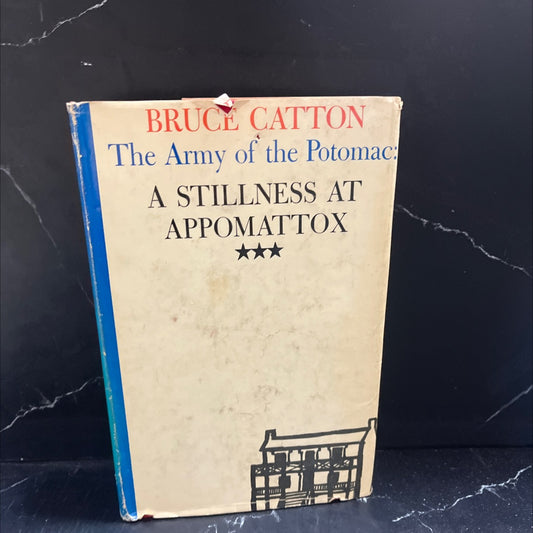 BRUCE CATTON
The Army of the Potomac:
A STILLNESS AT
APPOMATTOX
★★★